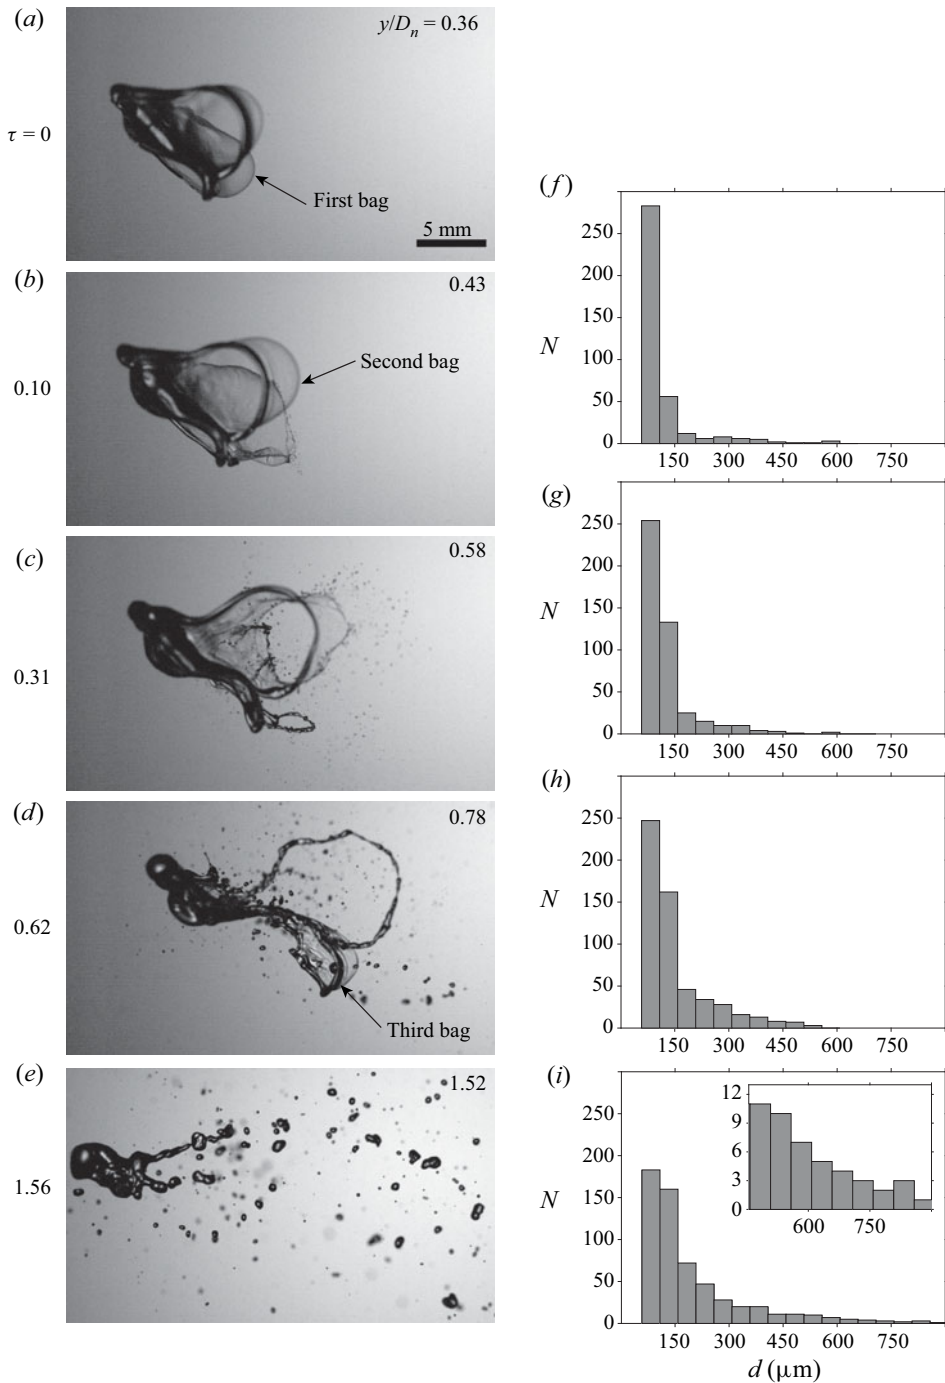 (a)
y/Dₙ = 0.36
τ = 0
First bag
5 mm
(b)
0.43
0.10
Second bag
(c)
0.58
0.31
(d)
0.78
0.62
Third bag
(e)
1.52
1.56
(f)
250
200
150
100
50
0
N
150 300 450 600 750
(g)
250
200
150
100
50
0
N
150 300 450 600 750
(h)
250
200
150
100
50
0
N
150 300 450 600 750
(i)
250
200
150
100
50
0
N
12
9
6
3
0
600 750
150 300 450 600 750
d (μm)